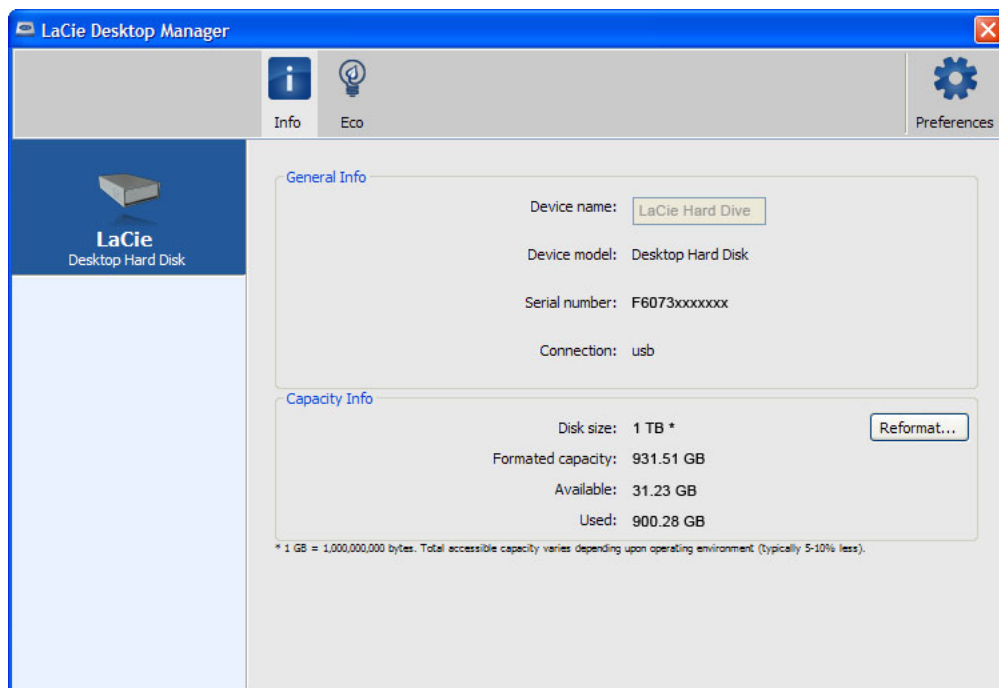 LaCie Desktop Manager
Info
Eco
Preferences
LaCie
Desktop Hard Disk
General Info
Device name: LaCie Hard Dive
Device model: Desktop Hard Disk
Serial number: F6073xxxxxxx
Connection: usb
Capacity Info
Disk size: 1 TB *
Reformat...
Formated capacity: 931.51 GB
Available: 31.23 GB
Used: 900.28 GB
* 1 GB = 1,000,000,000 bytes. Total accessible capacity varies depending upon operating environment (typically 5-10% less).